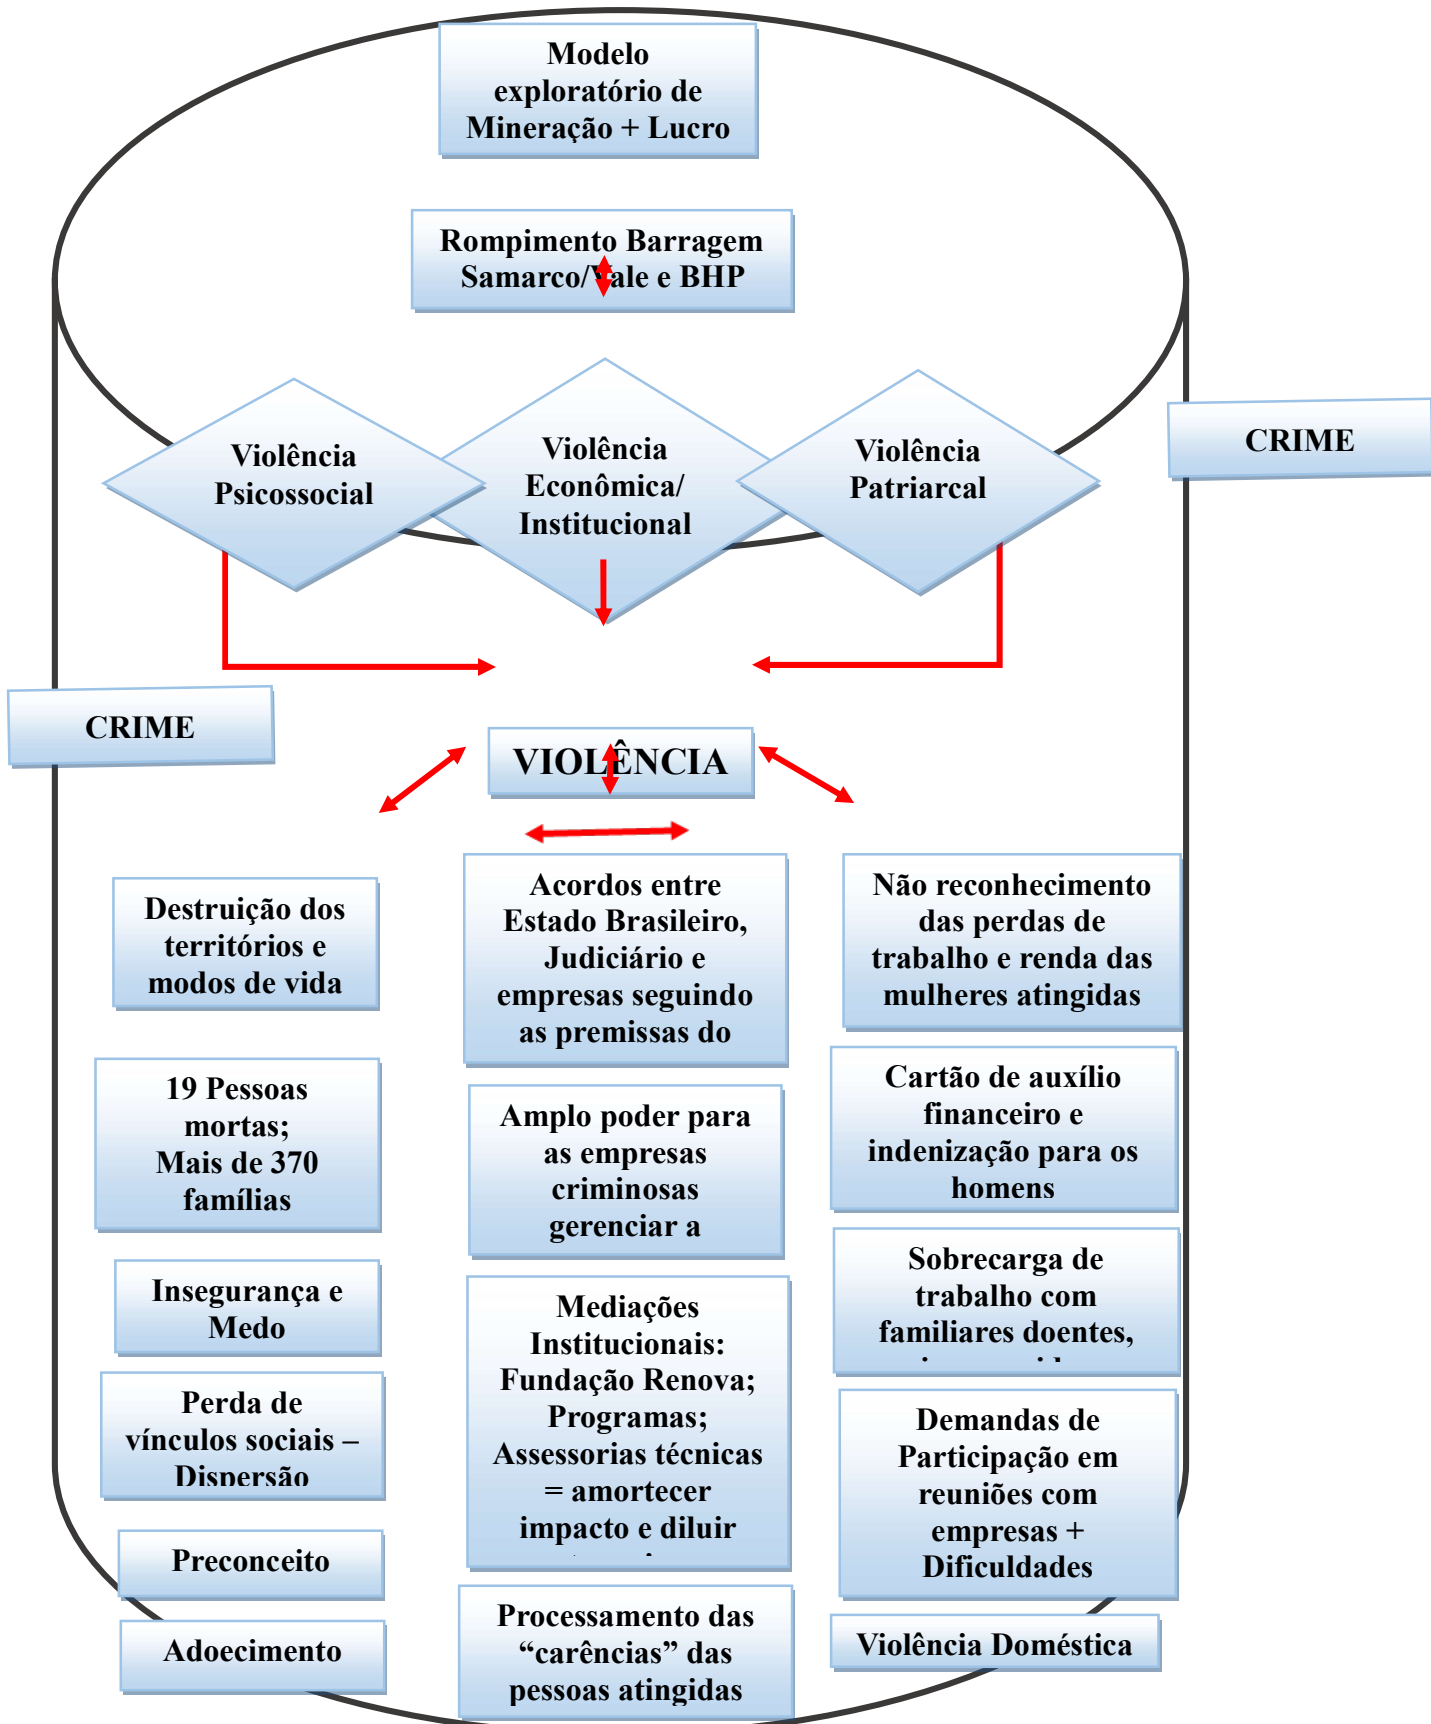 Modelo
exploratório de
Mineração + Lucro
Rompimento Barragem
Samarco/Vale e BHP
Violência
Psicossocial
Violência
Econômica/
Institucional
Violência
Patriarcal
CRIME
CRIME
VIOLÊNCIA
Destruição dos
territórios e
modos de vida
19 Pessoas
mortas;
Mais de 370
famílias
Insegurança e
Medo
Perda de
vínculos sociais –
Dispersão
Preconceito
Adoecimento
Acordos entre
Estado Brasileiro,
Judiciário e
empresas seguindo
as premissas do
Amplo poder para
as empresas
criminosas
gerenciar a
Mediações
Institucionais:
Fundação Renova;
Programas;
Assessorias técnicas
= amortecer
impacto e diluir
Processamento das
“carências” das
pessoas atingidas
Não reconhecimento
das perdas de
trabalho e renda das
mulheres atingidas
Cartão de auxílio
financeiro e
indenização para os
homens
Sobrecarga de
trabalho com
familiares doentes,
Demandas de
Participação em
reuniões com
empresas +
Dificuldades
Violência Doméstica